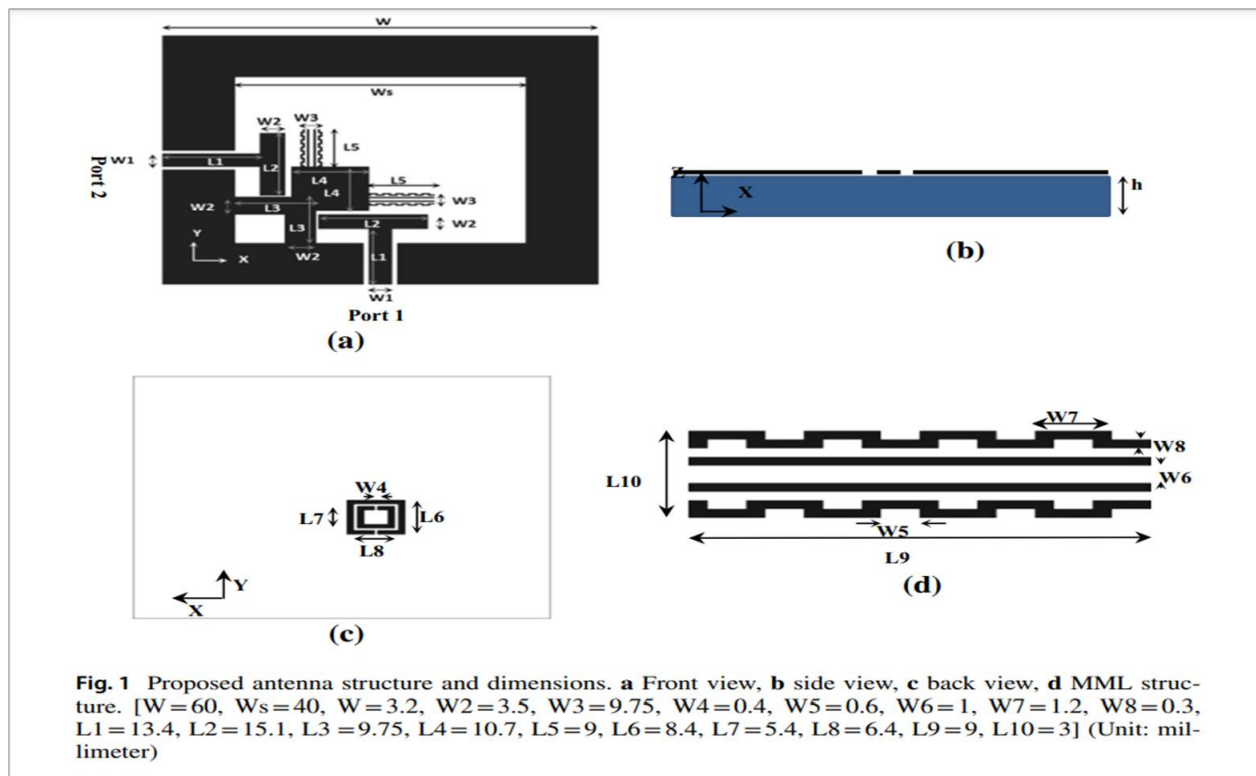 W
Ws
W2
W3
L5
W1
L1
L2
L4
L5
Port 2
L4
W3
W2
L3
L2
W2
L3
Y
X
W2
L1
W1
Port 1
(a)
Z
X
h
(b)
W4
L7
L6
L8
Y
X
(c)
W7
W8
L10
W6
W5
L9
(d)
Fig. 1 Proposed antenna structure and dimensions. a Front view, b side view, c back view, d MML struc-
ture. [W=60, Ws=40, W=3.2, W2=3.5, W3=9.75, W4=0.4, W5=0.6, W6=1, W7=1.2, W8=0.3,
L1=13.4, L2=15.1, L3 =9.75, L4=10.7, L5=9, L6=8.4, L7=5.4, L8=6.4, L9=9, L10=3] (Unit: mil-
limeter)